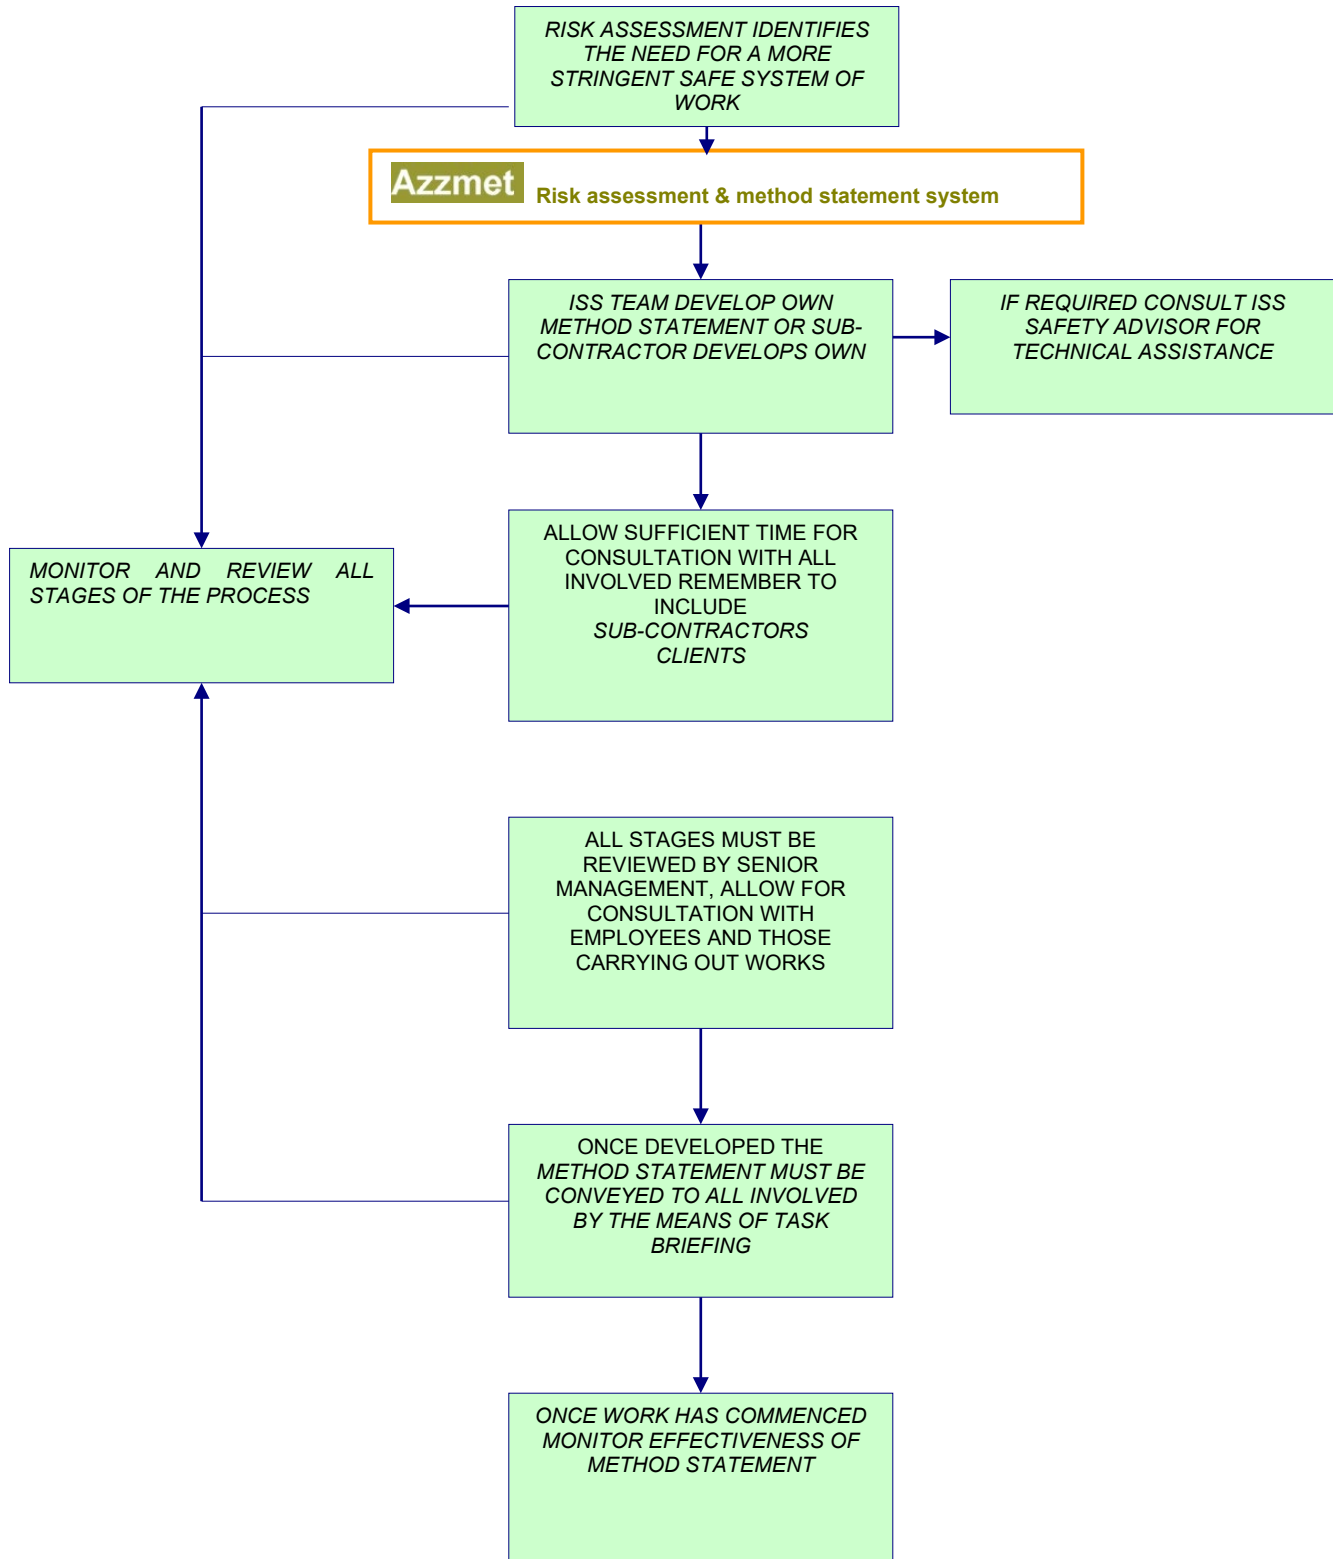 RISK ASSESSMENT IDENTIFIES
THE NEED FOR A MORE
STRINGENT SAFE SYSTEM OF
WORK
Azzmet Risk assessment & method statement system
ISS TEAM DEVELOP OWN
METHOD STATEMENT OR SUB-
CONTRACTOR DEVELOPS OWN
IF REQUIRED CONSULT ISS
SAFETY ADVISOR FOR
TECHNICAL ASSISTANCE
ALLOW SUFFICIENT TIME FOR
CONSULTATION WITH ALL
INVOLVED REMEMBER TO
INCLUDE
SUB-CONTRACTORS
CLIENTS
MONITOR AND REVIEW ALL
STAGES OF THE PROCESS
ALL STAGES MUST BE
REVIEWED BY SENIOR
MANAGEMENT, ALLOW FOR
CONSULTATION WITH
EMPLOYEES AND THOSE
CARRYING OUT WORKS
ONCE DEVELOPED THE
METHOD STATEMENT MUST BE
CONVEYED TO ALL INVOLVED
BY THE MEANS OF TASK
BRIEFING
ONCE WORK HAS COMMENCED
MONITOR EFFECTIVENESS OF
METHOD STATEMENT